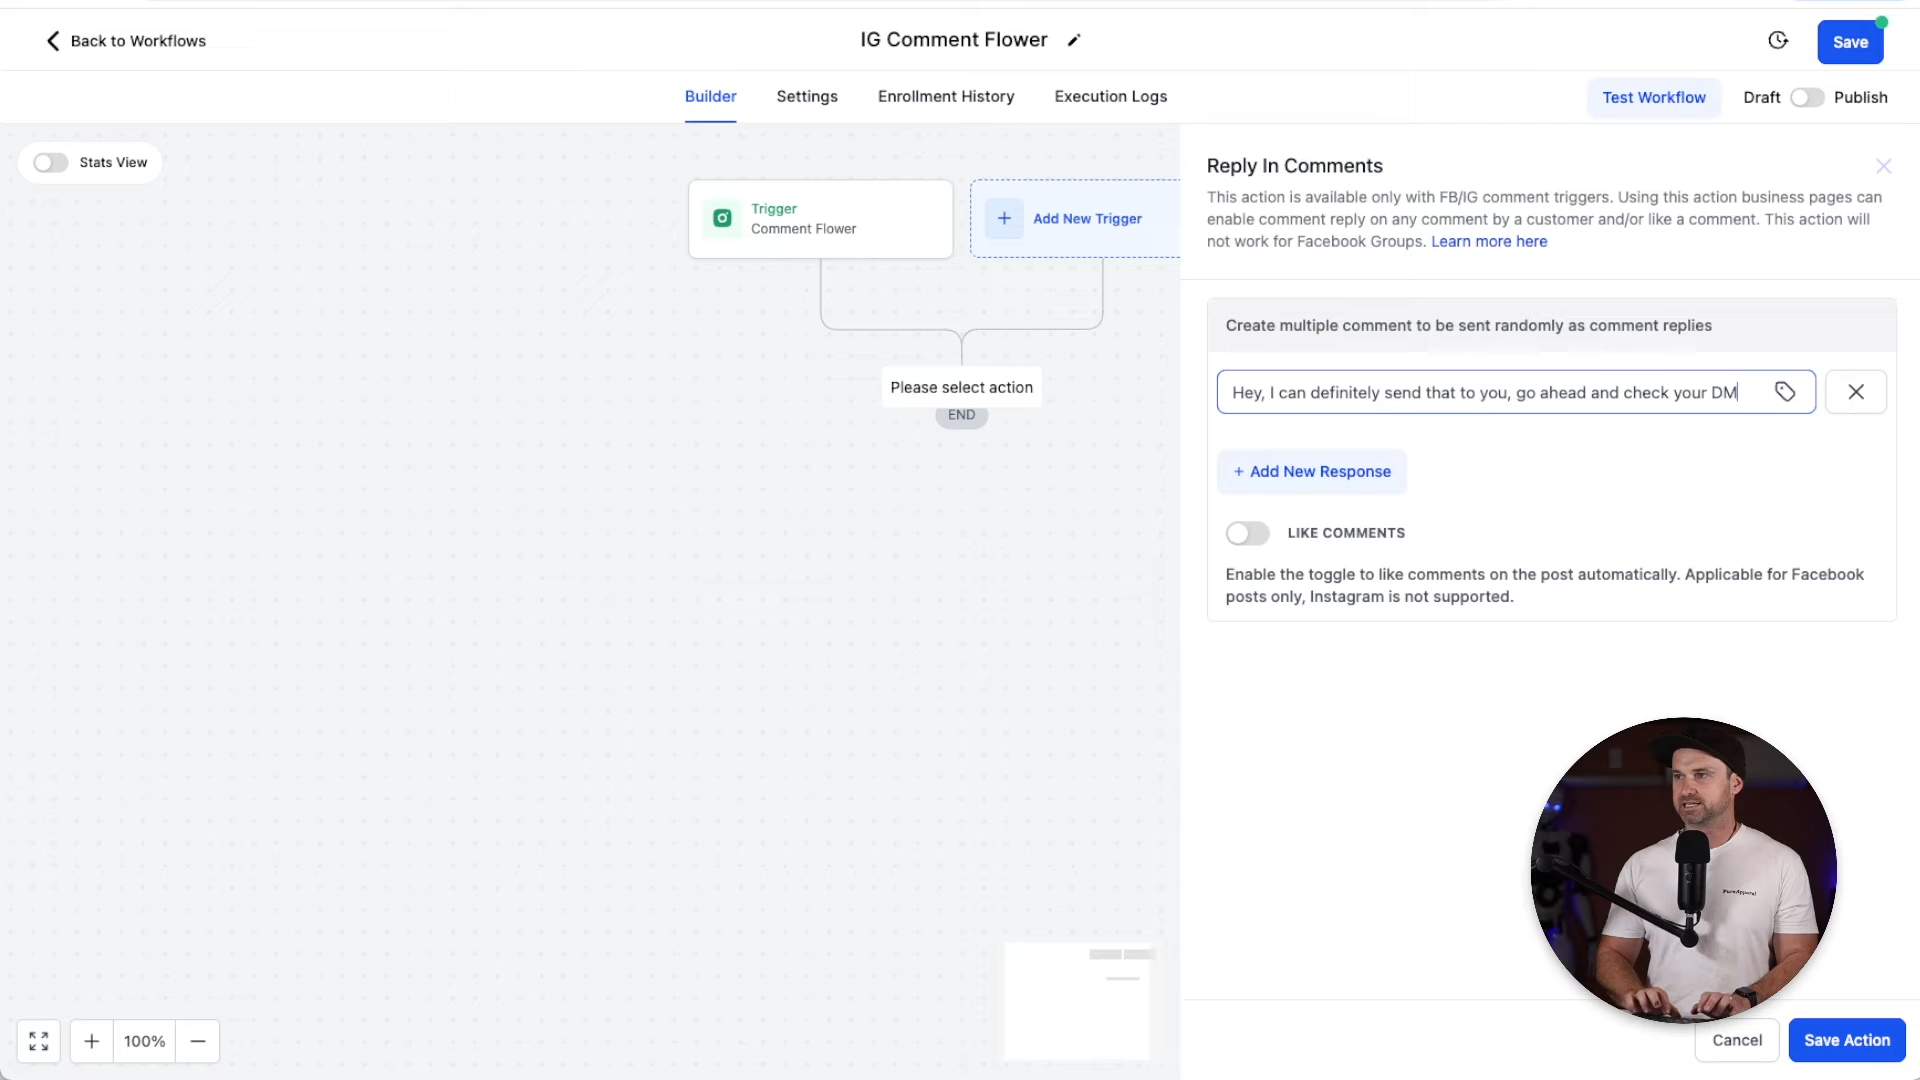 Back to Workflows
IG Comment Flower
Save
Builder
Settings
Enrollment History
Execution Logs
Test Workflow
Draft
Publish
Stats View
Trigger
Comment Flower
Add New Trigger
Please select action
END
Reply In Comments
This action is available only with FB/IG comment triggers. Using this action business pages can
enable comment reply on any comment by a customer and/or like a comment. This action will
not work for Facebook Groups. Learn more here
Create multiple comment to be sent randomly as comment replies
Hey, I can definitely send that to you, go ahead and check your DM
+ Add New Response
LIKE COMMENTS
Enable the toggle to like comments on the post automatically. Applicable for Facebook
posts only, Instagram is not supported.
100%
Cancel
Save Action